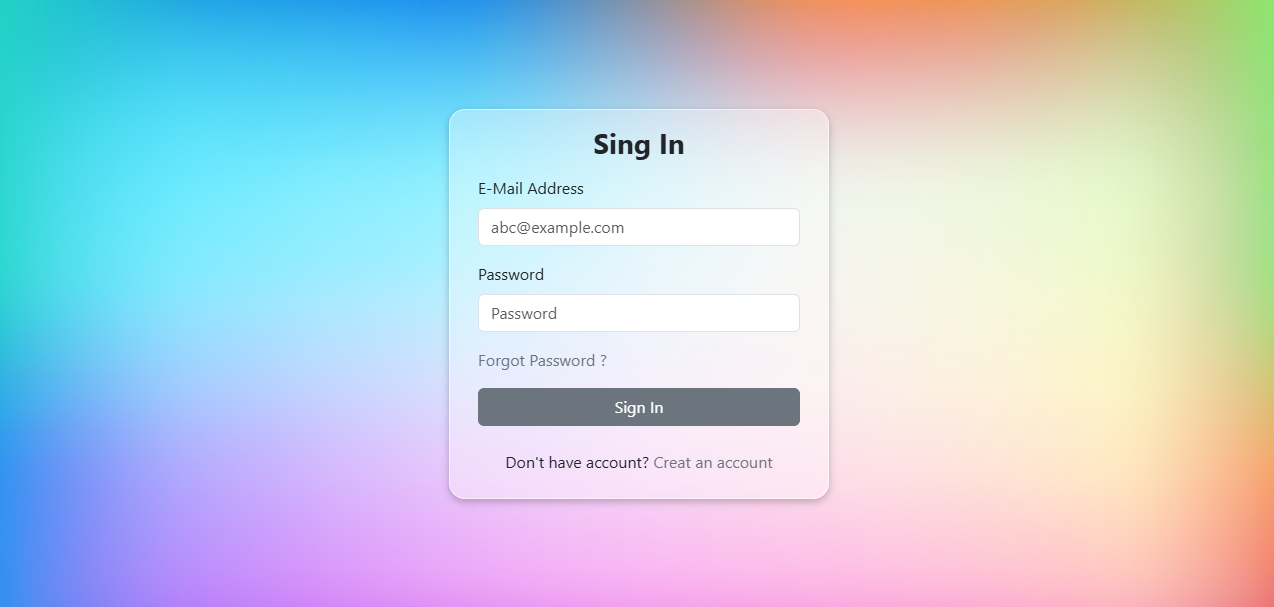 Sing In
E-Mail Address
abc@example.com
Password
Password
Forgot Password ?
Sign In
Don't have account? Creat an account